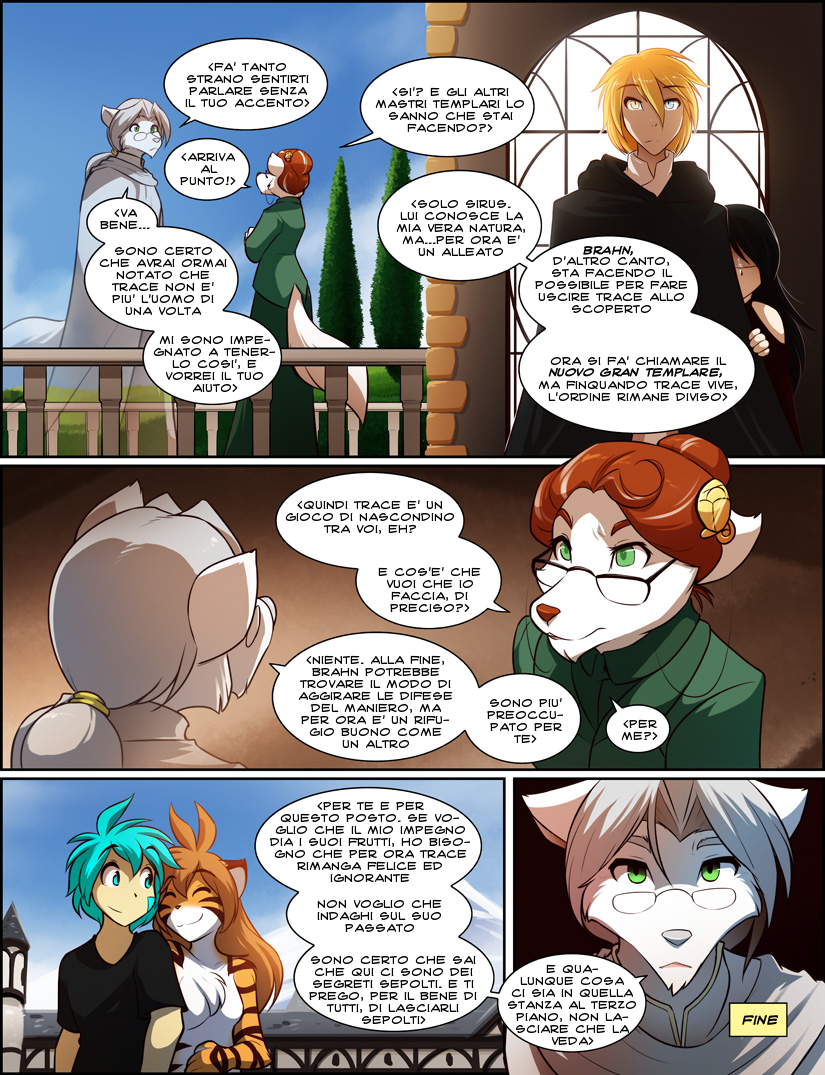 <FA' TANTO
STRANO SENTIRTI
PARLARE SENZA
IL TUO ACCENTO>
<ARRIVA
AL
PUNTO!>
<VA
BENE...
SONO CERTO
CHE AVRAI ORMAI
NOTATO CHE
TRACE NON E'
PIU' L'UOMO DI
UNA VOLTA
MI SONO IMPE-
GNATO A TENER-
LO COSI', E
VORREI IL TUO
AIUTO>
<SI'? E GLI ALTRI
MASTRI TEMPLARI LO
SANNO CHE STAI
FACENDO?>
<SOLO SIRUS.
LUI CONOSCE LA
MIA VERA NATURA,
MA...PER ORA E'
UN ALLEATO
BRAHN,
D'ALTRO CANTO,
STA FACENDO IL
POSSIBILE PER FARE
USCIRE TRACE ALLO
SCOPERTO
ORA SI FA' CHIAMARE IL
NUOVO GRAN TEMPLARE,
MA FINQUANDO TRACE VIVE,
L'ORDINE RIMANE DIVISO>
<QUINDI TRACE E' UN
GIOCO DI NASCONDINO
TRA VOI, EH?
E COS'E' CHE
VUOI CHE IO
FACCIA, DI
PRECISO?>
<NIENTE. ALLA FINE,
BRAHN POTREBBE
TROVARE IL MODO DI
AGGIRARE LE DIFESE
DEL MANIERO, MA
PER ORA E' UN RIFU-
GIO BUONO COME
UN ALTRO
SONO PIU'
PREOCCU-
PATO PER
TE>
<PER
ME?>
<PER TE E PER
QUESTO POSTO. SE VO-
GLIO CHE IL MIO IMPEGNO
DIA I SUOI FRUTTI, HO BISO-
GNO CHE PER ORA TRACE
RIMANGA FELICE ED
IGNORANTE
NON VOGLIO CHE
INDAGHI SUL SUO
PASSATO
SONO CERTO CHE SAI
CHE QUI CI SONO DEI
SEGRETI SEPOLTI. E TI
PREGO, PER IL BENE DI
TUTTI, DI LASCIARLI
SEPOLTI>
E QUA-
LUNQUE COSA
CI SIA IN QUELLA
STANZA AL TERZO
PIANO, NON LA-
SCIARE CHE LA
VEDA>
FINE